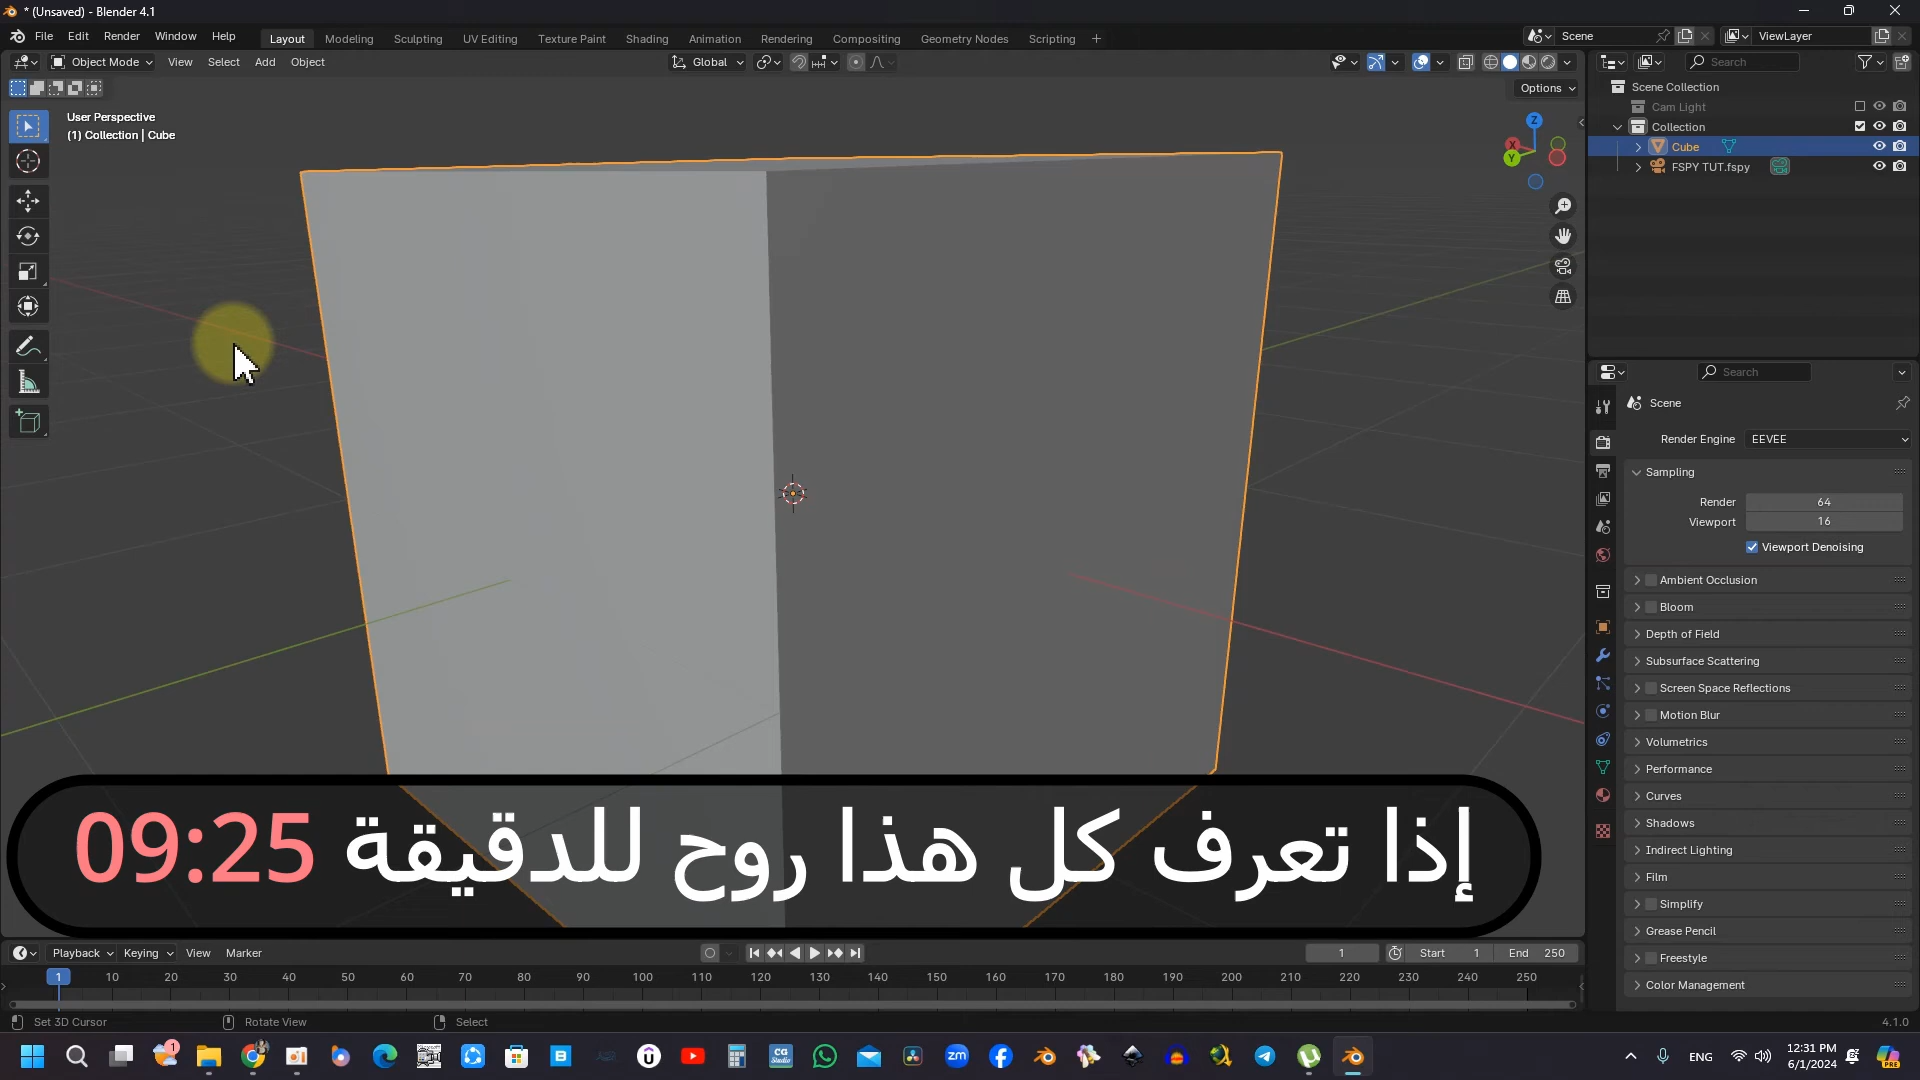 * (Unsaved) - Blender 4.1
File Edit Render Window Help
Layout Modeling Sculpting UV Editing Texture Paint Shading Animation Rendering Compositing Geometry Nodes Scripting +
Scene
ViewLayer
Object Mode View Select Add Object
Global
Search
Options
User Perspective
(1) Collection | Cube
Z
X
Y
Scene Collection
Cam Light
Collection
Cube
FSPY TUT.fspy
Search
Scene
Render Engine EEVEE
Sampling
Render 64
Viewport 16
Viewport Denoising
Ambient Occlusion
Bloom
Depth of Field
Subsurface Scattering
Screen Space Reflections
Motion Blur
Volumetrics
Performance
Curves
Shadows
Indirect Lighting
Film
Simplify
Grease Pencil
Freestyle
Color Management
إذا تعرف كل هذا روح للدقيقة 09:25
Playback Keying View Marker
1 Start 1 End 250
1 10 20 30 40 50 60 70 80 90 100 110 120 130 140 150 160 170 180 190 200 210 220 230 240 250
Set 3D Cursor Rotate View Select
4.1.0
ENG
12:31 PM
6/1/2024